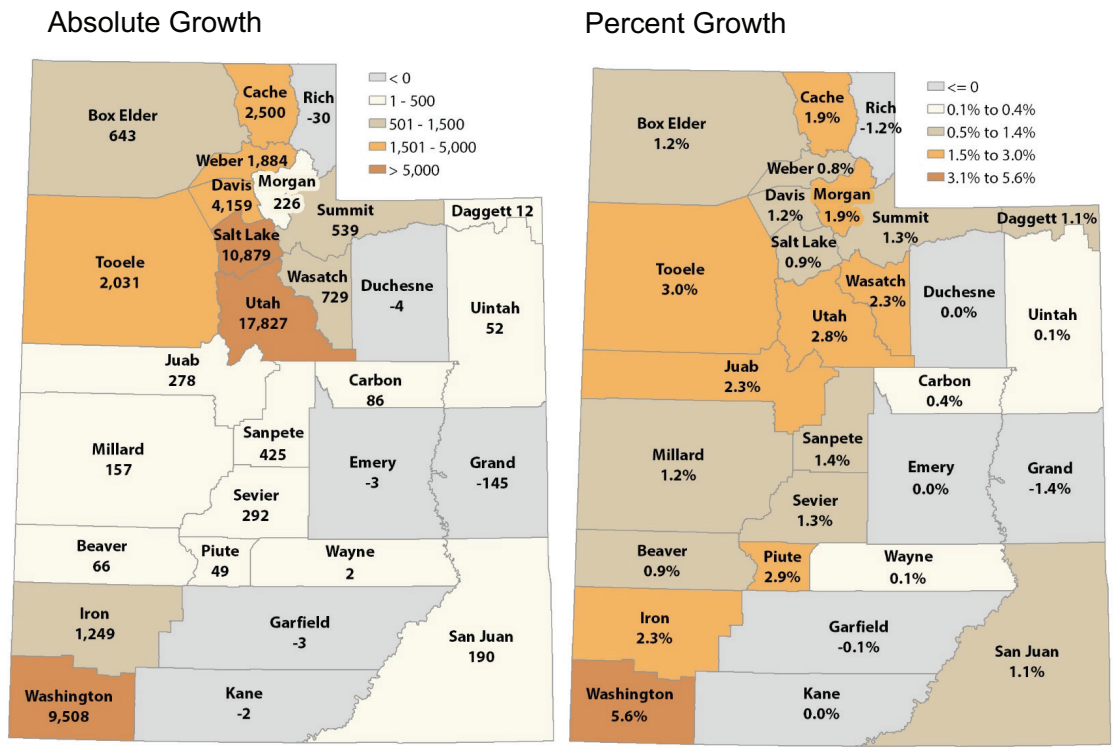 Absolute Growth
Percent Growth
< 0
1 - 500
501 - 1,500
1,501 - 5,000
> 5,000
Box Elder
643
Cache
2,500
Rich
-30
Weber 1,884
Morgan
226
Davis
4,159
Summit
539
Daggett 12
Salt Lake
10,879
Tooele
2,031
Wasatch
729
Duchesne
-4
Uintah
52
Utah
17,827
Juab
278
Carbon
86
Sanpete
425
Millard
157
Emery
-3
Grand
-145
Sevier
292
Beaver
66
Piute
49
Wayne
2
Iron
1,249
Garfield
-3
San Juan
190
Washington
9,508
Kane
-2
<= 0
0.1% to 0.4%
0.5% to 1.4%
1.5% to 3.0%
3.1% to 5.6%
Box Elder
1.2%
Cache
1.9%
Rich
-1.2%
Weber 0.8%
Davis
1.2%
Morgan
1.9%
Summit
1.3%
Daggett 1.1%
Salt Lake
0.9%
Tooele
3.0%
Wasatch
2.3%
Duchesne
0.0%
Uintah
0.1%
Utah
2.8%
Juab
2.3%
Carbon
0.4%
Sanpete
1.4%
Millard
1.2%
Emery
0.0%
Grand
-1.4%
Sevier
1.3%
Beaver
0.9%
Piute
2.9%
Wayne
0.1%
Iron
2.3%
Garfield
-0.1%
San Juan
1.1%
Washington
5.6%
Kane
0.0%